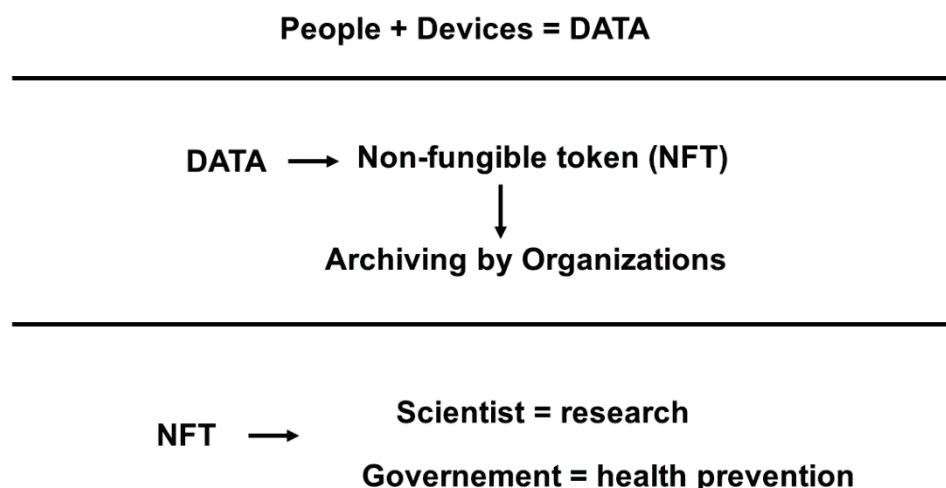 People + Devices = DATA
DATA → Non-fungible token (NFT)
Archiving by Organizations
Scientist = research
NFT →
Governement = health prevention